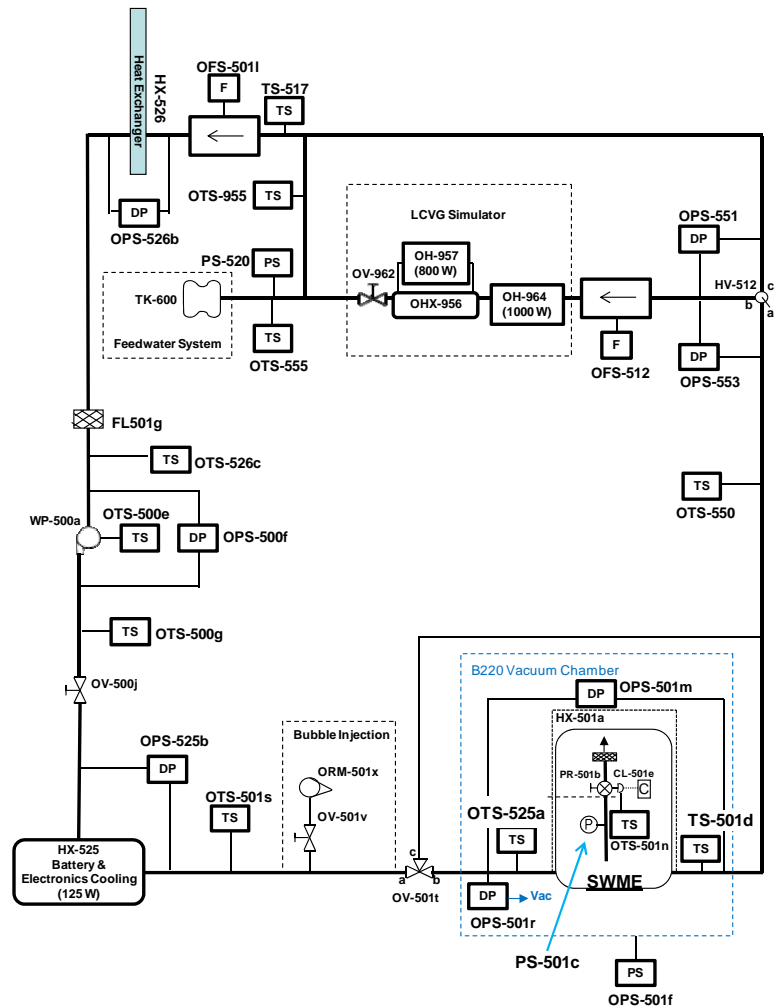 OFS-501l
F
TS-517
TS
HX-526
Heat Exchanger
DP
OPS-526b
OTS-955
TS
LCVG Simulator
OPS-551
DP
PS-520
PS
OV-962
OH-957
(800 W)
HV-512
c
b
a
TK-600
OHX-956
OH-964
(1000 W)
Feedwater System
TS
OTS-555
F
OFS-512
DP
OPS-553
FL501g
TS
OTS-526c
TS
OTS-550
WP-500a
OTS-500e
TS
DP
OPS-500f
TS
OTS-500g
OV-500j
B220 Vacuum Chamber
DP
OPS-501m
HX-501a
OPS-525b
DP
Bubble Injection
ORM-501x
PR-501b
CL-501e
C
OTS-501s
TS
OV-501v
OTS-525a
TS
P
TS
OTS-501n
TS-501d
TS
HX-525
Battery &
Electronics Cooling
(125 W)
c
a
b
OV-501t
SWME
DP
Vac
OPS-501r
PS-501c
PS
OPS-501f